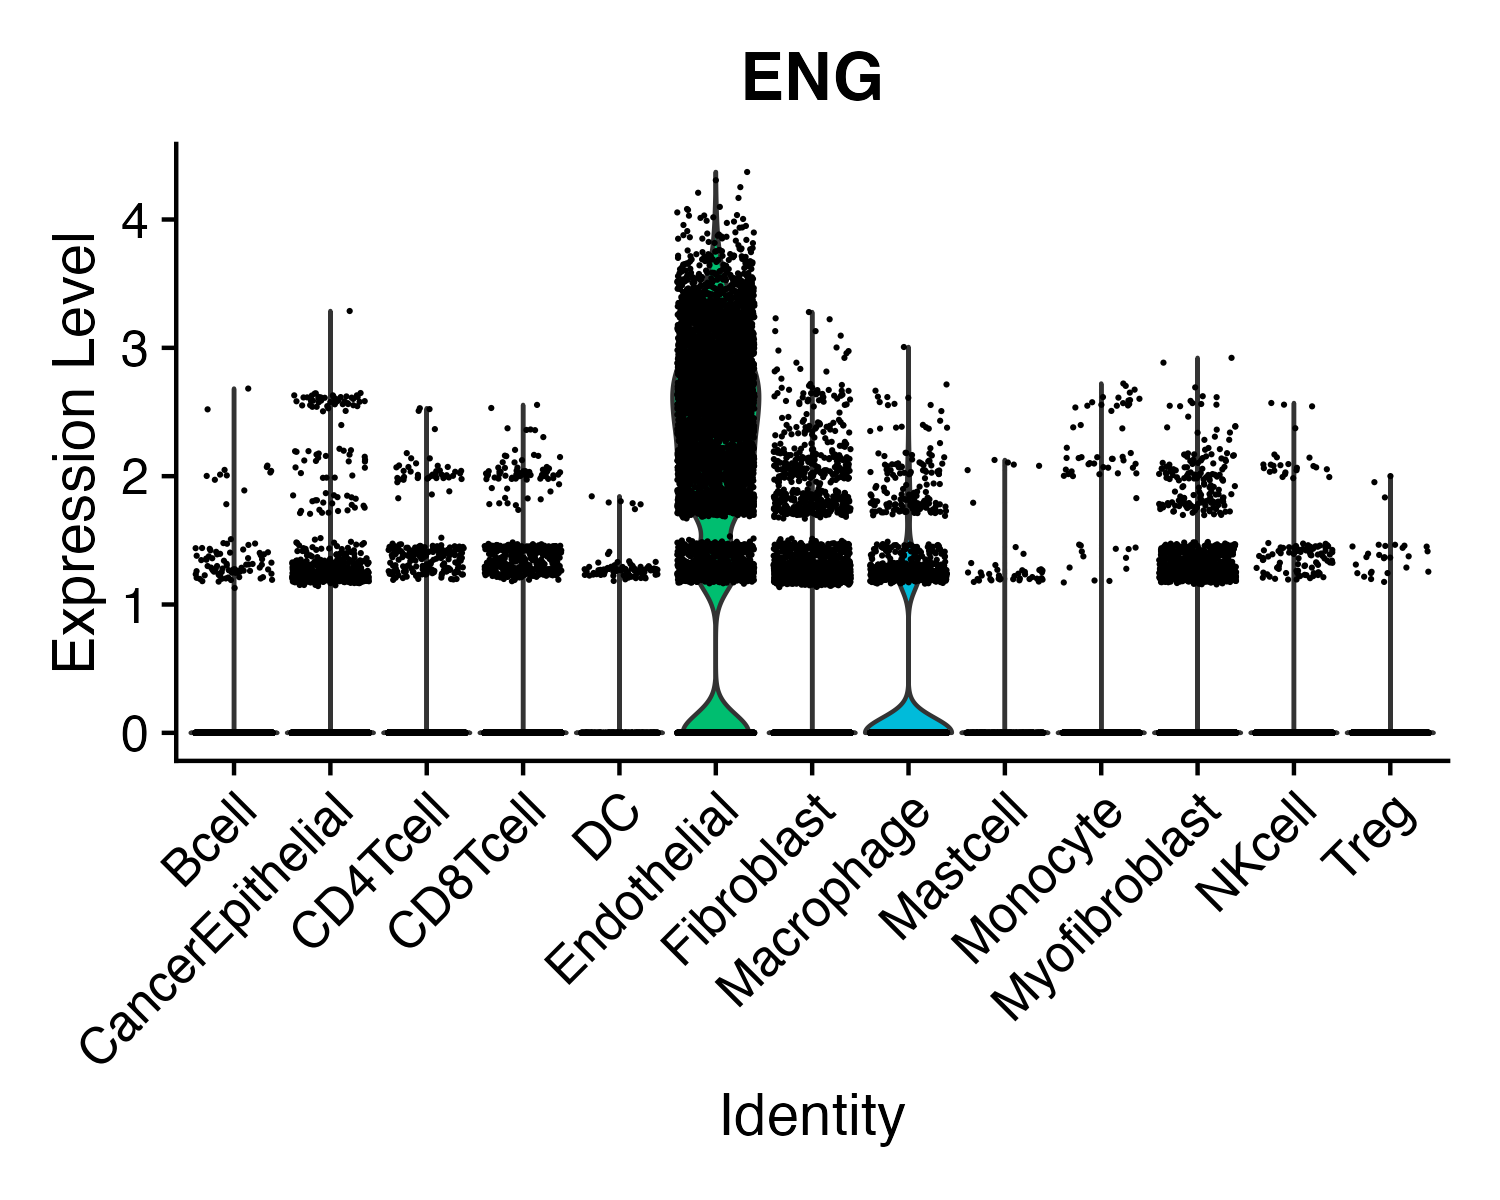 ENG
Expression Level
4
3
2
1
0
Bcell
CancerEpithelial
CD4Tcell
CD8Tcell
DC
Endothelial
Fibroblast
Macrophage
Mastcell
Monocyte
Myofibroblast
NKcell
Treg
Identity